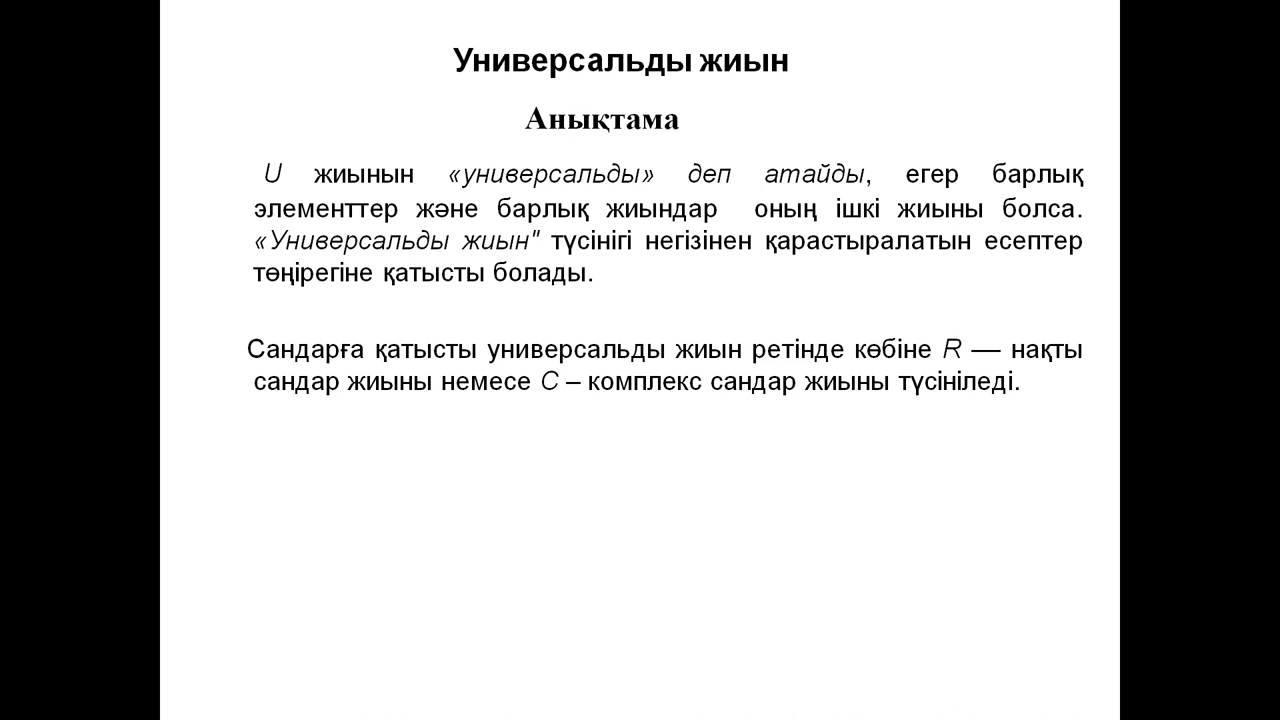 Универсальды жиын
Анықтама
U жиынын «универсальды» деп атайды, егер барлық
элементтер және барлық жиындар оның ішкі жиыны болса.
«Универсальды жиын" түсінігі негізінен қарастыралатын есептер
төңірегіне қатысты болады.
Сандарға қатысты универсальды жиын ретінде көбіне R — нақты
сандар жиыны немесе C – комплекс сандар жиыны түсініледі.